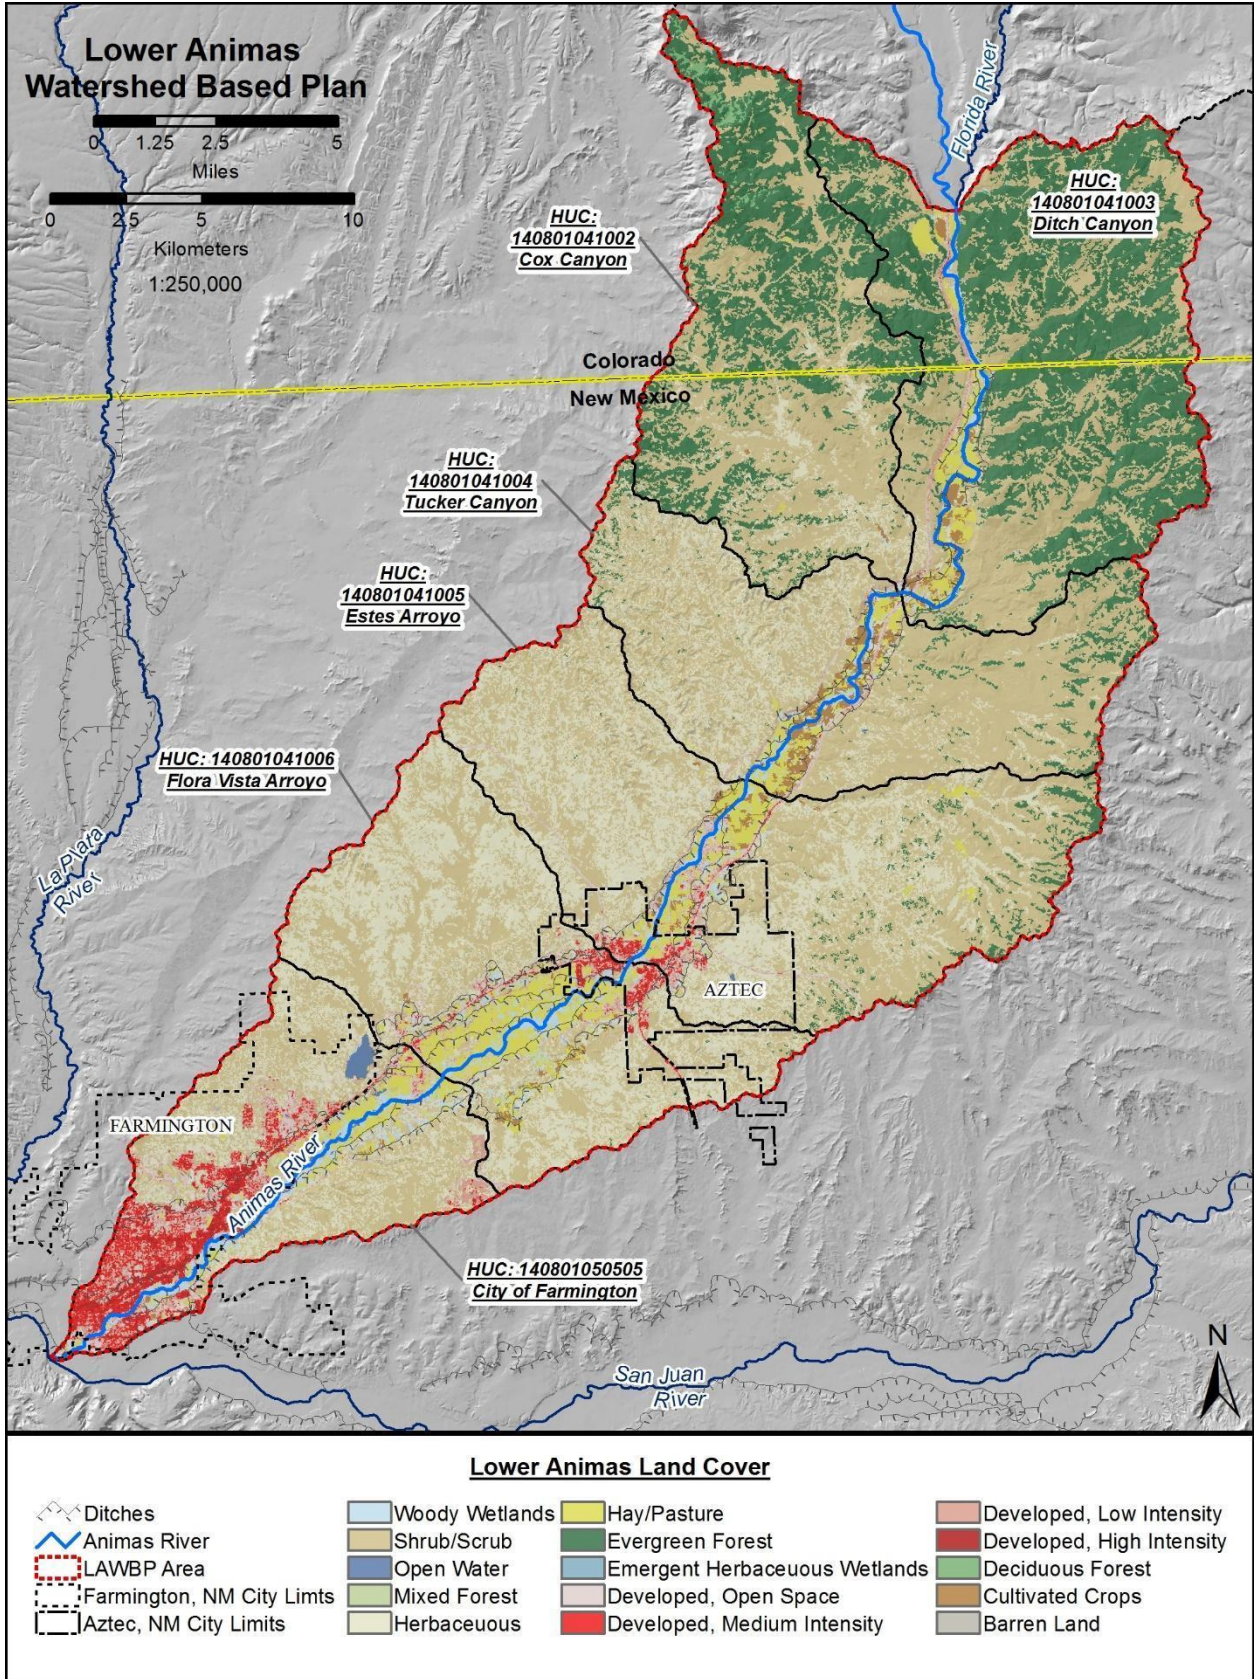 Lower Animas
Watershed Based Plan
0 1.25 2.5 5
Miles
0 2.5 5 10
Kilometers
1:250,000
Florida River
HUC:
140801041003
Ditch Canyon
HUC:
140801041002
Cox Canyon
Colorado
New Mexico
HUC:
140801041004
Tucker Canyon
HUC:
140801041005
Estes Arroyo
HUC: 140801041006
Flora Vista Arroyo
La Plata
River
AZTEC
FARMINGTON
Animas River
HUC: 140801050505
City of Farmington
San Juan
River
N
Lower Animas Land Cover
Ditches
Animas River
LAWBP Area
Farmington, NM City Limts
Aztec, NM City Limits
Woody Wetlands
Shrub/Scrub
Open Water
Mixed Forest
Herbaceuous
Hay/Pasture
Evergreen Forest
Emergent Herbaceuous Wetlands
Developed, Open Space
Developed, Medium Intensity
Developed, Low Intensity
Developed, High Intensity
Deciduous Forest
Cultivated Crops
Barren Land